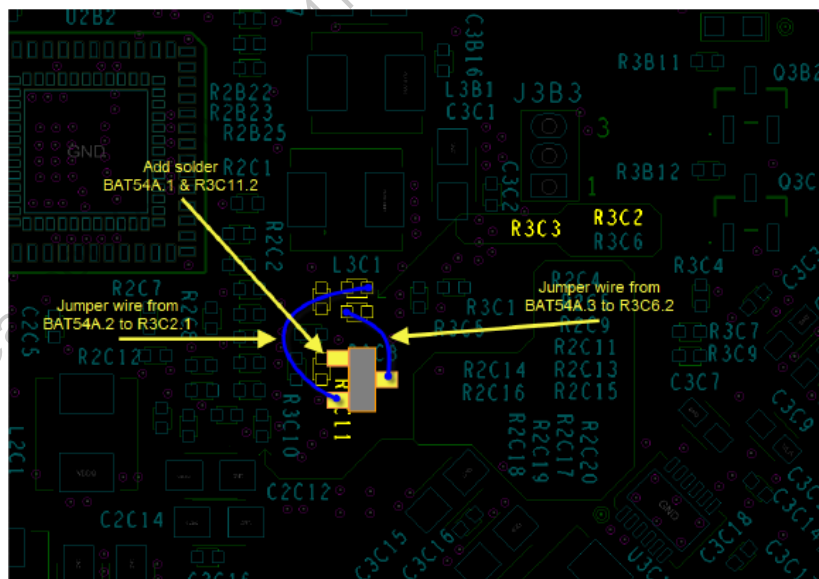 U2B2
C3B16
R3B11
Q3B2
R2B22
R2B23
R2B25
L3B1
C3C1
J3B3
3
GND
Add solder
BAT54A.1 & R3C11.2
R2C1
C3C2
1
R3B12
Q3C
R3C3
R3C2
R3C6
R2C2
L3C1
R2C7
R2C4
R3C4
Jumper wire from
BAT54A.2 to R3C2.1
Jumper wire from
BAT54A.3 to R3C6.2
R3C1
C2C5
R2C12
R2C11
R2C13
R2C15
R3C7
R3C9
R2C14
R2C16
C3C7
R3C10
R2C18
R2C19
R2C17
R2C20
C3C9
L2C1
C2C12
C2C14
C3C15
C3C16
GND
C3C18
C3C14